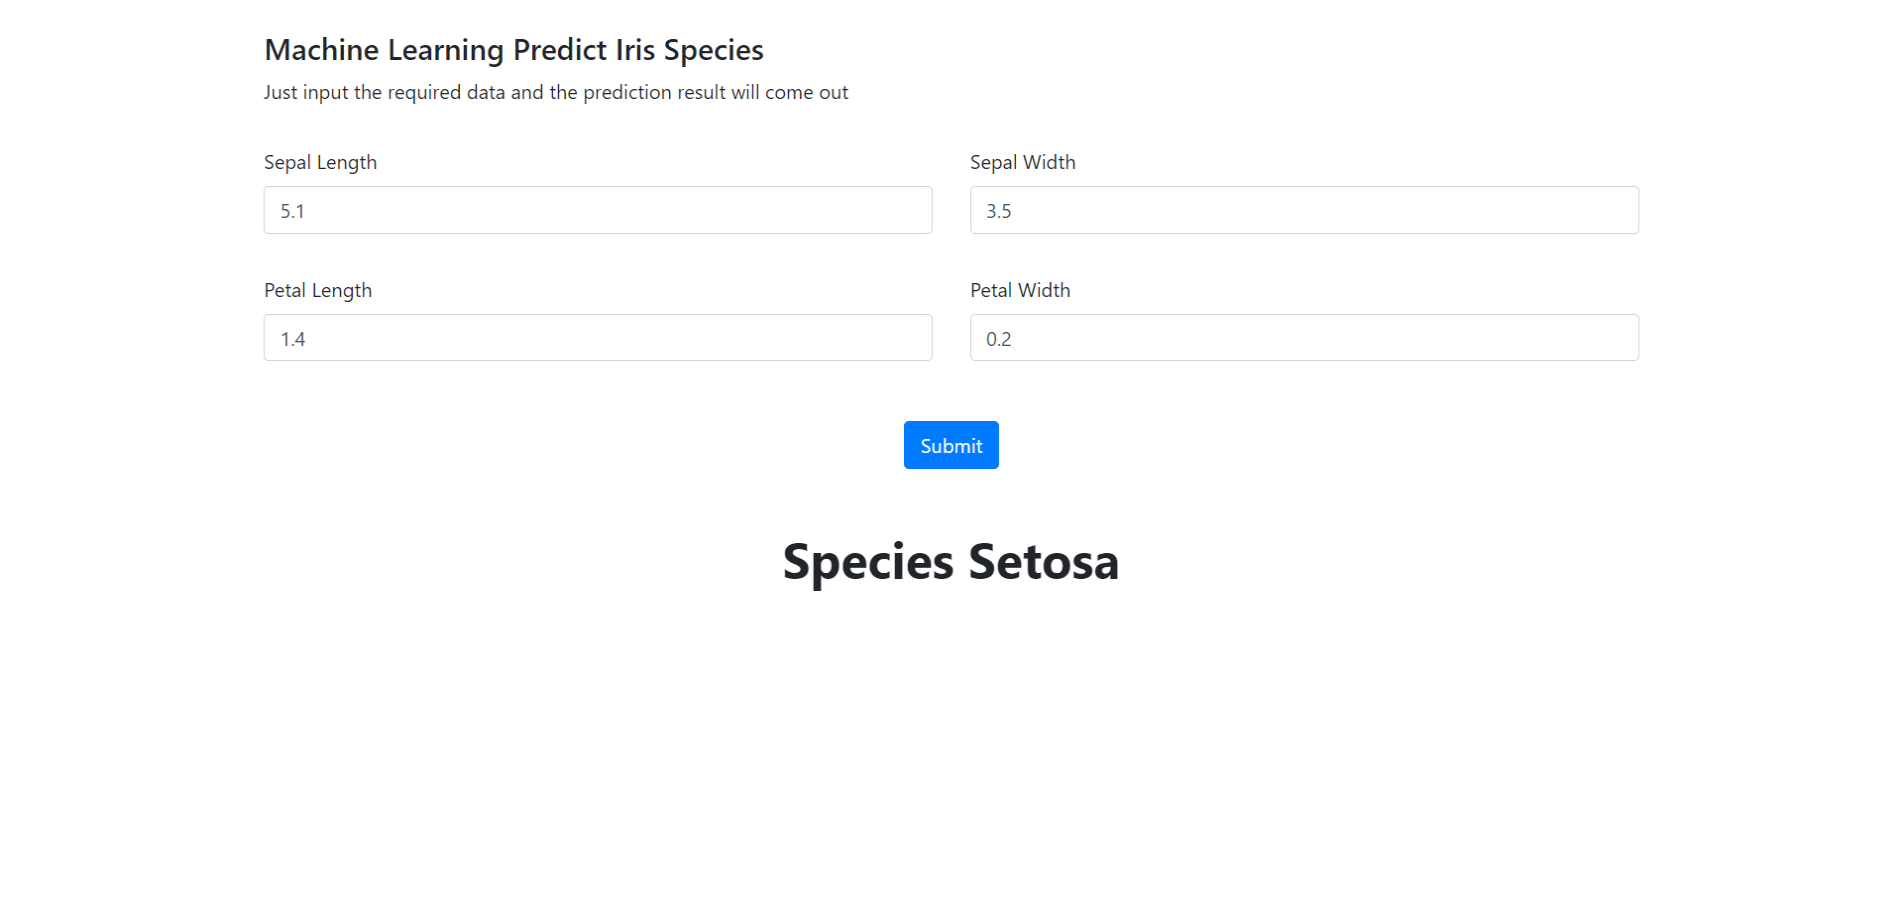 Machine Learning Predict Iris Species
Just input the required data and the prediction result will come out
Sepal Length
Sepal Width
5.1
3.5
Petal Length
Petal Width
1.4
0.2
Submit
Species Setosa